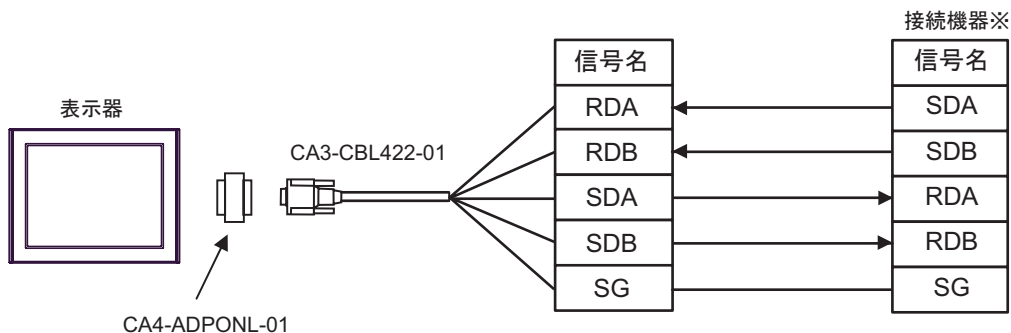 接続機器※
信号名
信号名
表示器
RDA
SDA
CA3-CBL422-01
RDB
SDB
SDA
RDA
SDB
RDB
SG
SG
CA4-ADPONL-01